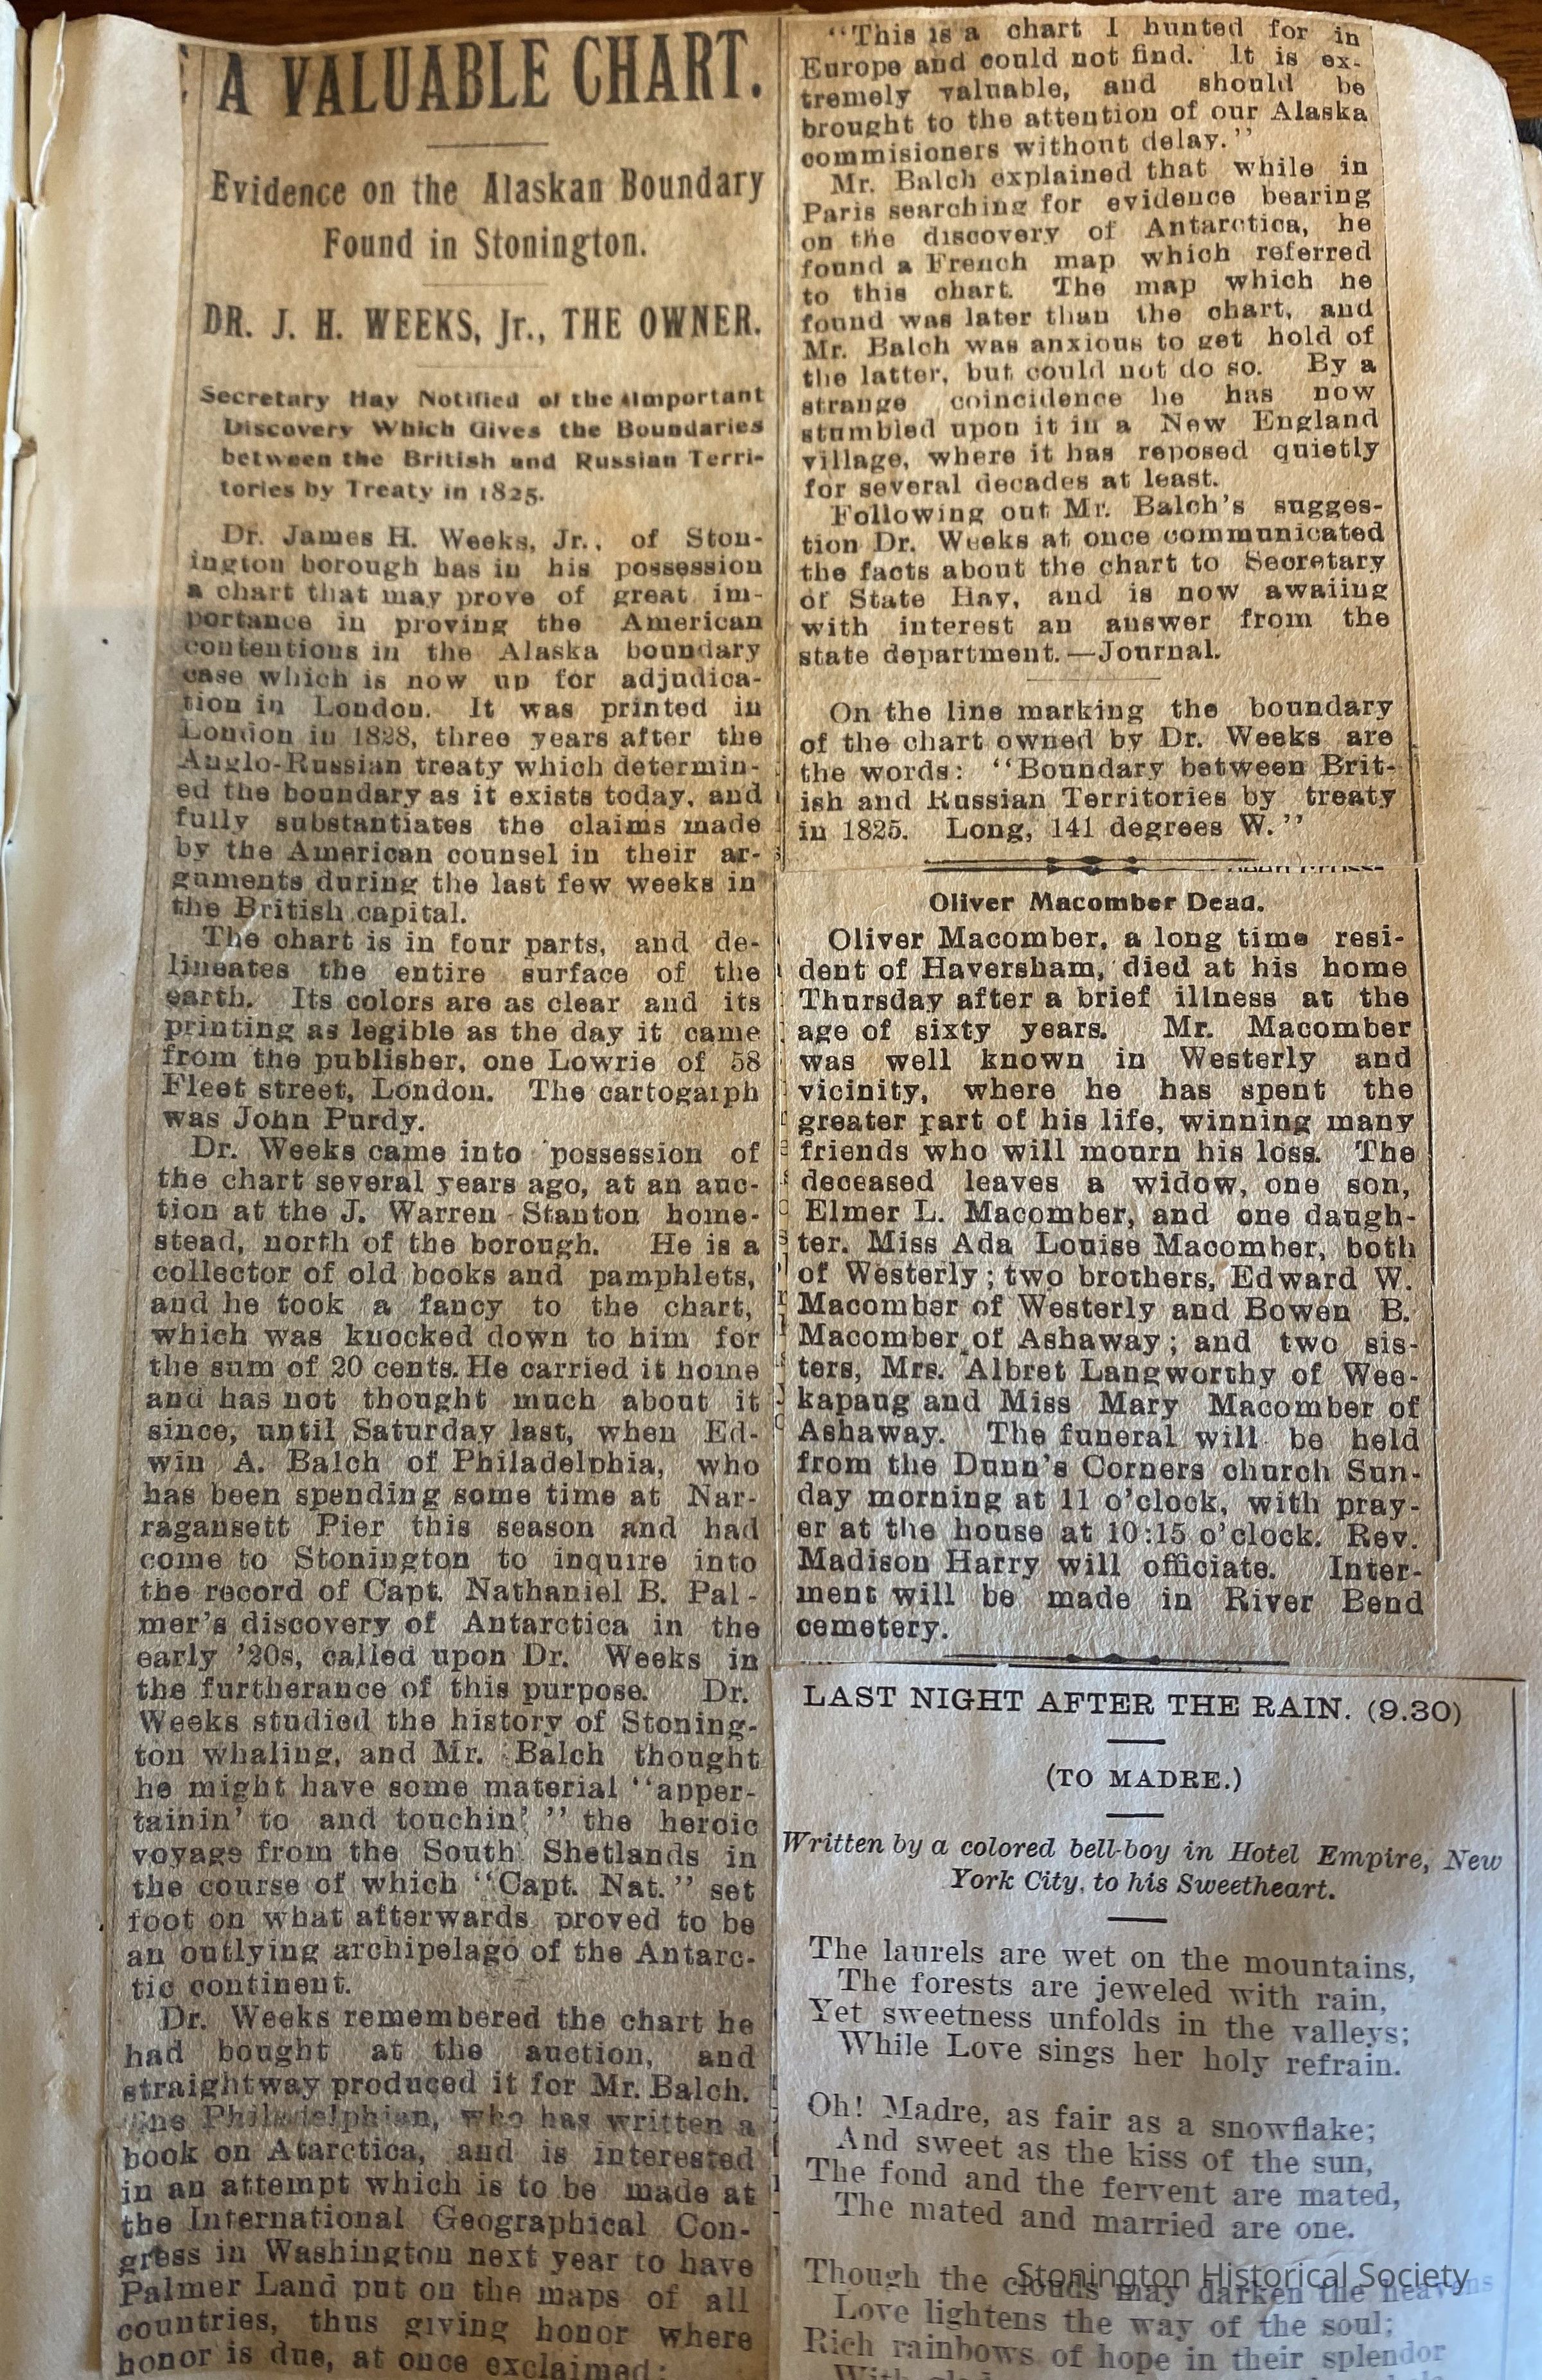 A VALUABLE CHART.
Evidence on the Alaskan Boundary
Found in Stonington.
DR. J. H. WEEKS, Jr., THE OWNER.
Secretary Hay Notified of the Important
Discovery Which Gives the Boundaries
between the British and Russian Terri-
tories by Treaty in 1825.
Dr. James H. Weeks, Jr., of Ston-
ington borough has in his possession
a chart that may prove of great im-
portance in proving the American
contentions in the Alaska boundary
case which is now up for adjudica-
tion in London. It was printed in
London in 1828, three years after the
Anglo-Russian treaty which determin-
ed the boundary as it exists today, and
fully substantiates the claims made
by the American counsel in their ar-
guments during the last few weeks in
the British capital.
The chart is in four parts, and de-
lineates the entire surface of the
earth. Its colors are as clear and its
printing as legible as the day it came
from the publisher, one Lowrie of 58
Fleet street, London. The cartogarph
was John Purdy.
Dr. Weeks came into possession of
the chart several years ago, at an auc-
tion at the J. Warren Stanton home-
stead, north of the borough. He is a
collector of old books and pamphlets,
and he took a fancy to the chart,
which was knocked down to him for
the sum of 20 cents. He carried it home
and has not thought much about it
since, until Saturday last, when Ed-
win A. Balch of Philadelphia, who
has been spending some time at Nar-
ragansett Pier this season and had
come to Stonington to inquire into
the record of Capt. Nathaniel B. Pal-
mer's discovery of Antarctica in the
early '20s, called upon Dr. Weeks in
the furtherance of this purpose. Dr.
Weeks studied the history of Stoning-
ton whaling, and Mr. Balch thought
he might have some material "apper-
tainin' to and touchin' " the heroic
voyage from the South Shetlands in
the course of which "Capt. Nat." set
foot on what afterwards proved to be
an outlying archipelago of the Antarc-
tic continent.
Dr. Weeks remembered the chart he
had bought at the auction, and
straightway produced it for Mr. Balch.
The Philadelphian, who has written a
book on Atarctica, and is interested
in an attempt which is to be made at
the International Geographical Con-
gress in Washington next year to have
Palmer Land put on the maps of all
countries, thus giving honor where
honor is due, at once exclaimed:
"This is a chart I hunted for in
Europe and could not find. It is ex-
tremely valuable, and should be
brought to the attention of our Alaska
commisioners without delay."
Mr. Balch explained that while in
Paris searching for evidence bearing
on the discovery of Antarctica, he
found a French map which referred
to this chart. The map which he
found was later than the chart, and
Mr. Balch was anxious to get hold of
the latter, but could not do so. By a
strange coincidence he has now
stumbled upon it in a New England
village, where it has reposed quietly
for several decades at least.
Following out Mr. Balch's sugges-
tion Dr. Weeks at once communicated
the facts about the chart to Secretary
of State Hay, and is now awaiing
with interest an answer from the
state department.—Journal.
On the line marking the boundary
of the chart owned by Dr. Weeks are
the words: "Boundary between Brit-
ish and Russian Territories by treaty
in 1825. Long, 141 degrees W."
Oliver Macomber Dead.
Oliver Macomber, a long time resi-
dent of Haversham, died at his home
Thursday after a brief illness at the
age of sixty years. Mr. Macomber
was well known in Westerly and
vicinity, where he has spent the
greater part of his life, winning many
friends who will mourn his loss. The
deceased leaves a widow, one son,
Elmer L. Macomber, and one daugh-
ter. Miss Ada Louise Macomber, both
of Westerly; two brothers, Edward W.
Macomber of Westerly and Bowen B.
Macomber of Ashaway; and two sis-
ters, Mrs. Albret Langworthy of Wee-
kapaug and Miss Mary Macomber of
Ashaway. The funeral will be held
from the Dunn's Corners church Sun-
day morning at 11 o'clock, with pray-
er at the house at 10:15 o'clock. Rev.
Madison Harry will officiate. Inter-
ment will be made in River Bend
cemetery.
LAST NIGHT AFTER THE RAIN. (9.30)
(TO MADRE.)
Written by a colored bell-boy in Hotel Empire, New
York City, to his Sweetheart.
The laurels are wet on the mountains,
The forests are jeweled with rain,
Yet sweetness unfolds in the valleys;
While Love sings her holy refrain.
Oh! Madre, as fair as a snowflake;
And sweet as the kiss of the sun,
The fond and the fervent are mated,
The mated and married are one.
Though the clouds may darken the heavens
Love lightens the way of the soul;
Rich rainbows of hope in their splendor
Stonington Historical Society